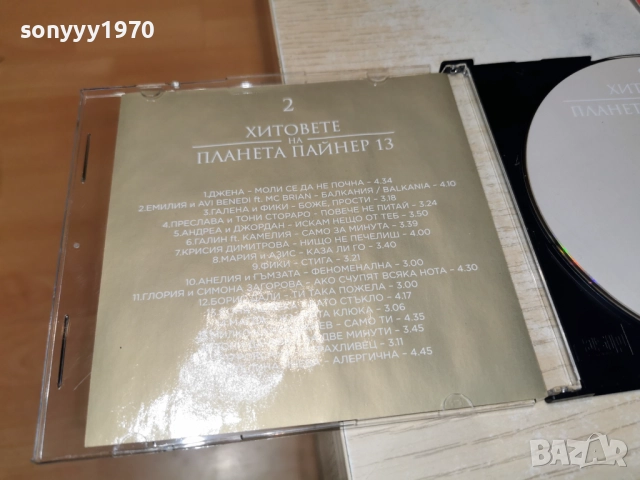 sonyyy1970
2
ХИТОВЕТЕ
НА
ПЛАНЕТА ПАЙНЕР 13
1.ДЖЕНА - МОЛИ СЕ ДА НЕ ПОЧНА - 4.34
2.ЕМИЛИЯ и AVI BENEDI ft. MC BRIAN - БАЛКАНИЯ / BALKANIA - 4.10
3.ГАЛЕНА и ФИКИ - БОЖЕ, ПРОСТИ - 3.18
4.ПРЕСЛАВА и ТОНИ СТОРАРО - ПОВЕЧЕ НЕ ПИТАЙ - 3.24
5.АНДРЕА и ДЖОРДАН - ИСКАМ НЕЩО ОТ ТЕБ - 3.50
6.ГАЛИН ft. КАМЕЛИЯ - САМО ЗА МИНУТА - 3.39
7.КРИСИЯ ДИМИТРОВА - НИЩО НЕ ПЕЧЕЛИШ - 4.00
8.МАРИЯ и АЗИС - КАЗА ЛИ ГО - 3.40
9.ФИКИ - СТИГА - 3.21
10.АНЕЛИЯ и ГЪМЗАТА - ФЕНОМЕНАЛНА - 3.00
11.ГЛОРИЯ И СИМОНА ЗАГОРОВА - АКО СЧУПЯТ ВСЯКА НОТА - 4.30
12.БОРИ ТАКА ПОЖЕЛА - 3.00
СТЪКЛО - 4.17
КЛЮКА - 3.06
САМО ТИ - 4.35
ДВЕ МИНУТИ - 3.45
- 3.11
- АЛЕРГИЧНА - 4.45
ПЛАНЕТА
BAZAR
bg